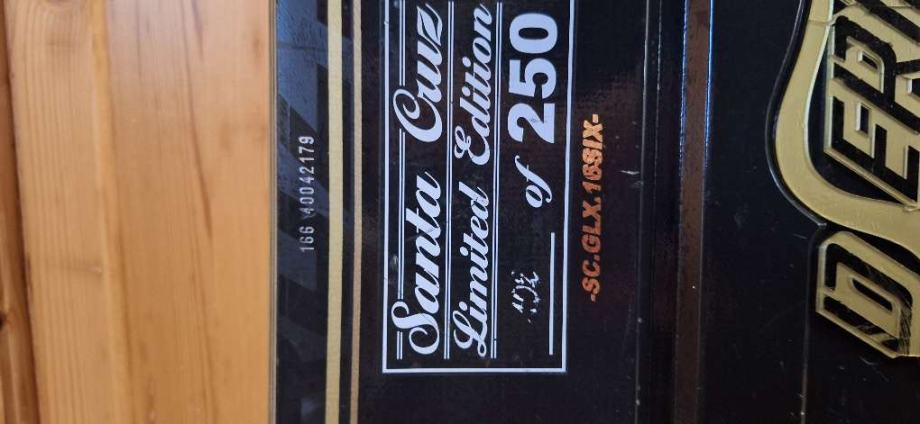 166 40042179
Santa Cruz
Limited Edition
of 250
-SC.GLX.166SIX-